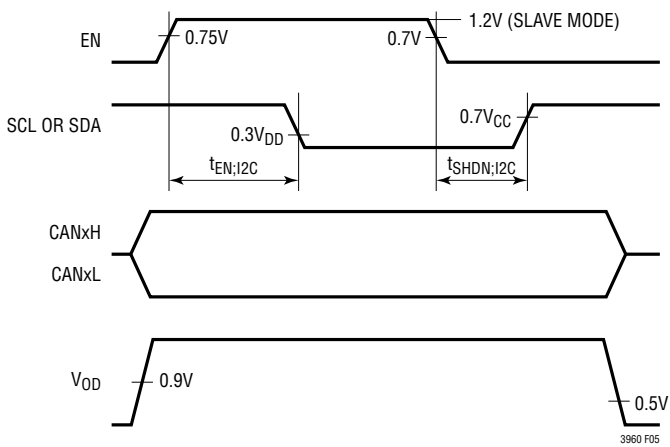 1.2V (SLAVE MODE)
EN
0.75V
0.7V
SCL OR SDA
0.3VDD
0.7VCC
tEN;I2C
tSHDN;I2C
CANxH
CANxL
VOD
0.9V
0.5V
3960 F05